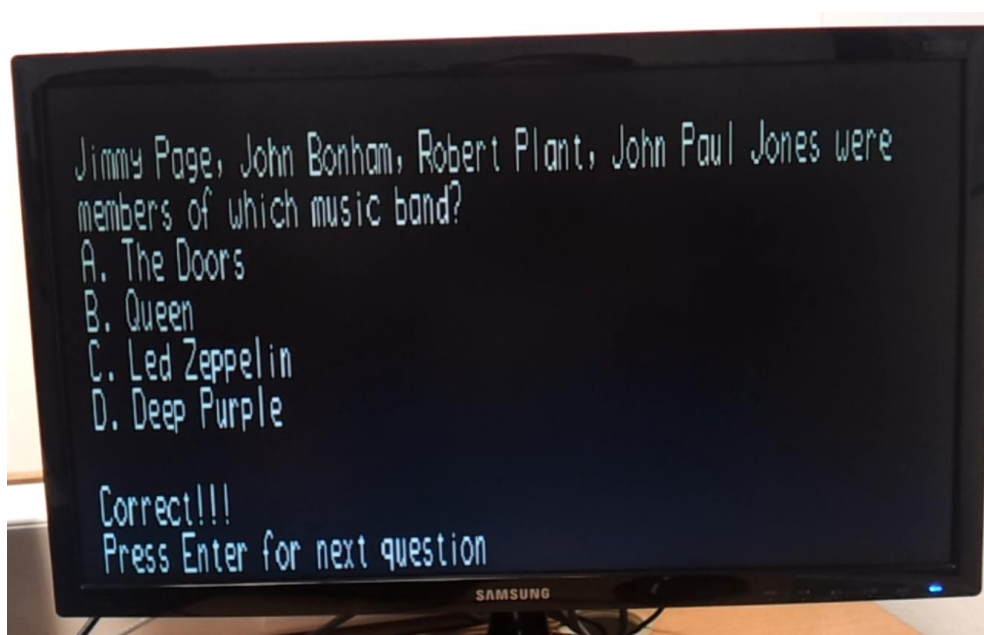 Jimmy Page, John Bonham, Robert Plant, John Paul Jones were
members of which music band?
A. The Doors
B. Queen
C. Led Zeppelin
D. Deep Purple
Correct!!!
Press Enter for next question
SAMSUNG